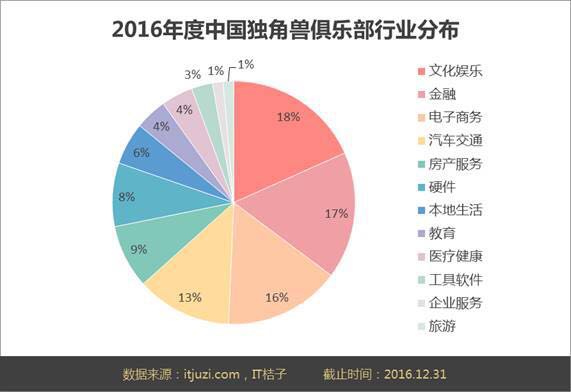 2016年度中国独角兽俱乐部行业分布
18%
17%
16%
13%
9%
8%
6%
4%
4%
3%
1%
1%
文化娱乐
金融
电子商务
汽车交通
房产服务
硬件
本地生活
教育
医疗健康
工具软件
企业服务
旅游
数据来源：itjuzi.com，IT桔子 截止时间：2016.12.31